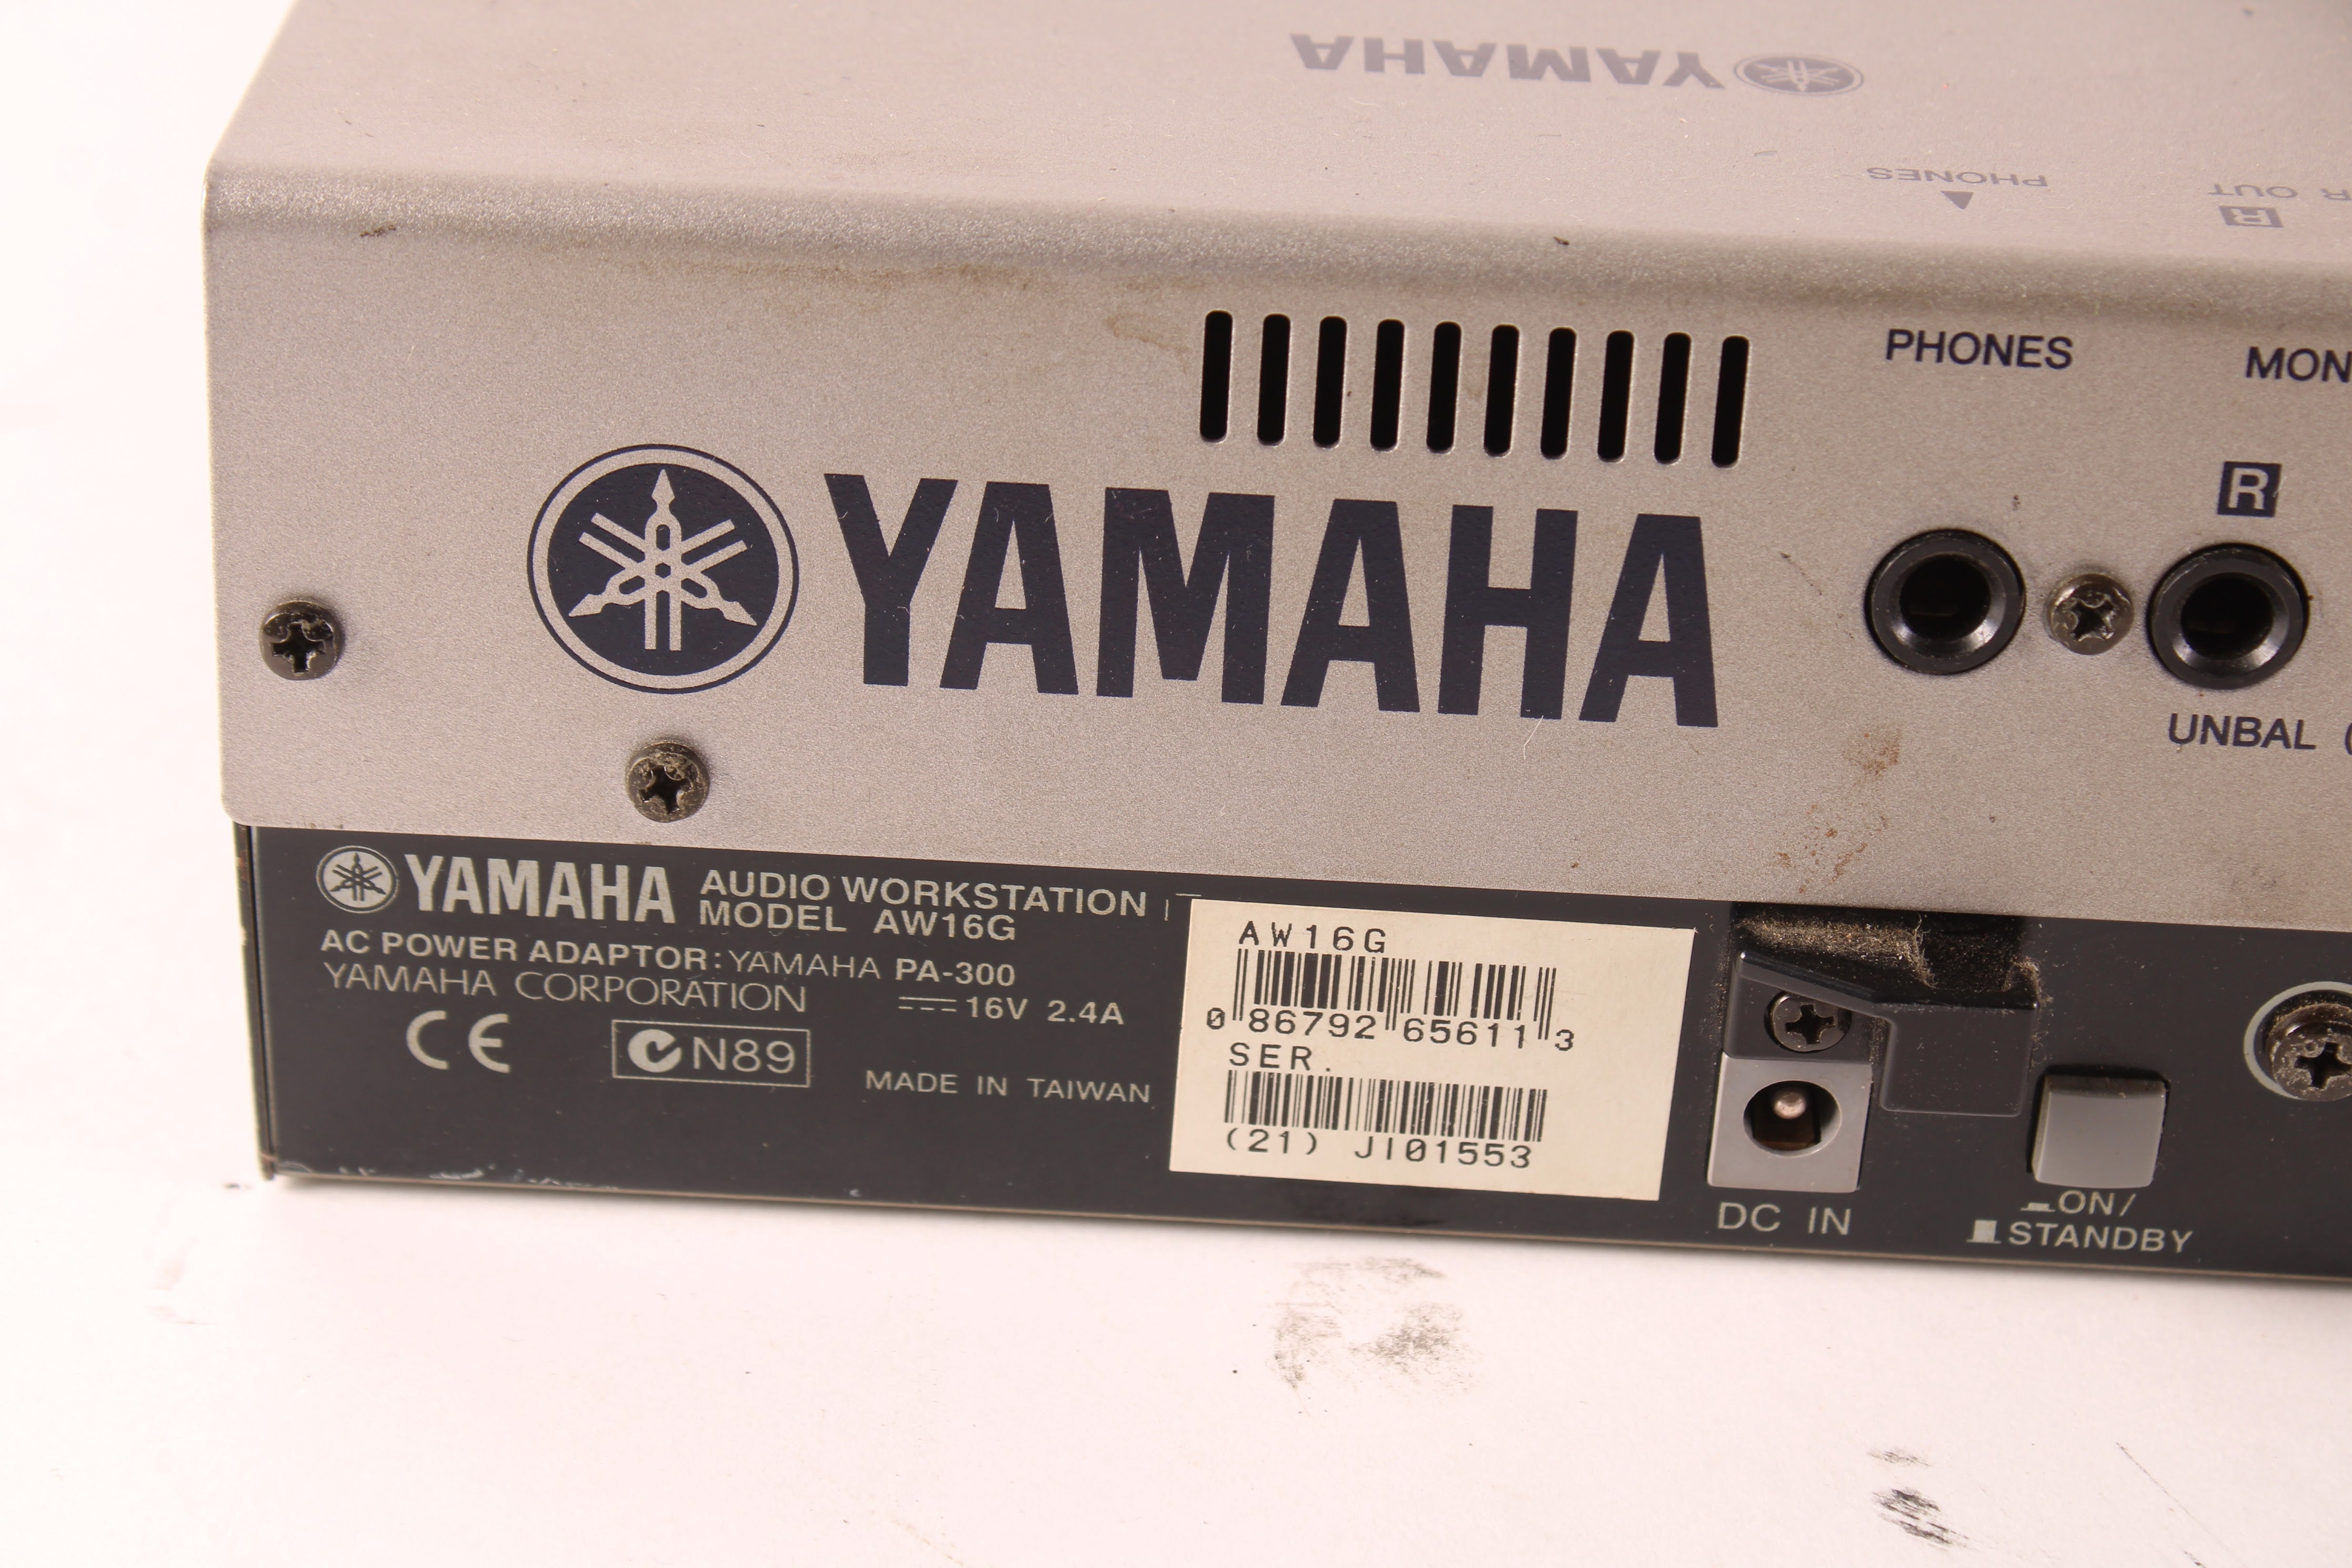 YAMAHA
PHONES
R OUT
R
PHONES
R
YAMAHA
UNBAL (
YAMAHA AUDIO WORKSTATION
MODEL AW16G
AC POWER ADAPTOR: YAMAHA PA-300
YAMAHA CORPORATION
16V 2.4A
CE
N89
MADE IN TAIWAN
AW16G
0 86792 65611 3
SER.
(21) JI01553
DC IN
ON/
STANDBY